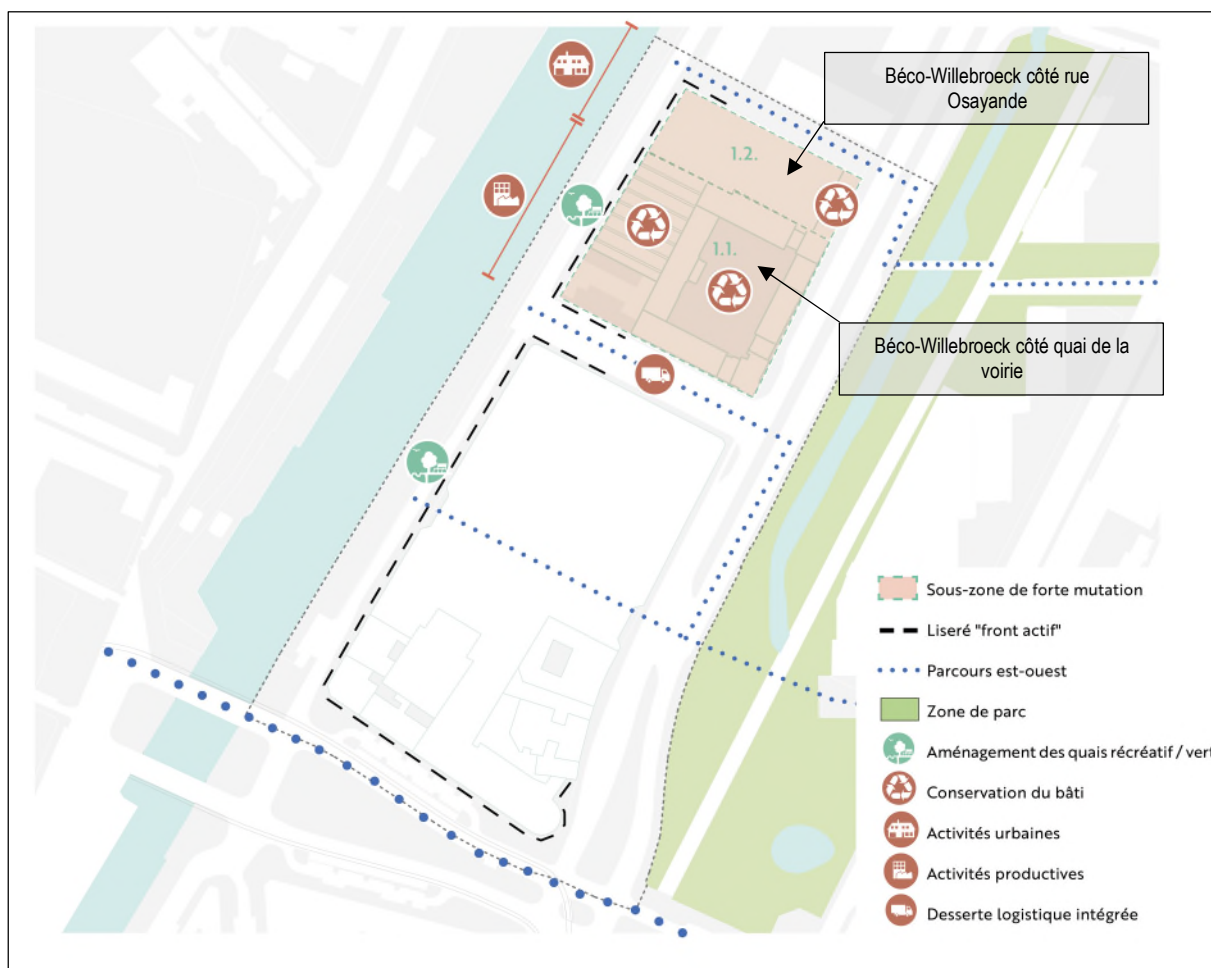 Béco-Willebroeck côté rue
Osayande
1.2.
1.1.
Béco-Willebroeck côté quai de la
voirie
Sous-zone de forte mutation
Liseré "front actif"
Parcours est-ouest
Zone de parc
Aménagement des quais récréatif / vert
Conservation du bâti
Activités urbaines
Activités productives
Desserte logistique intégrée